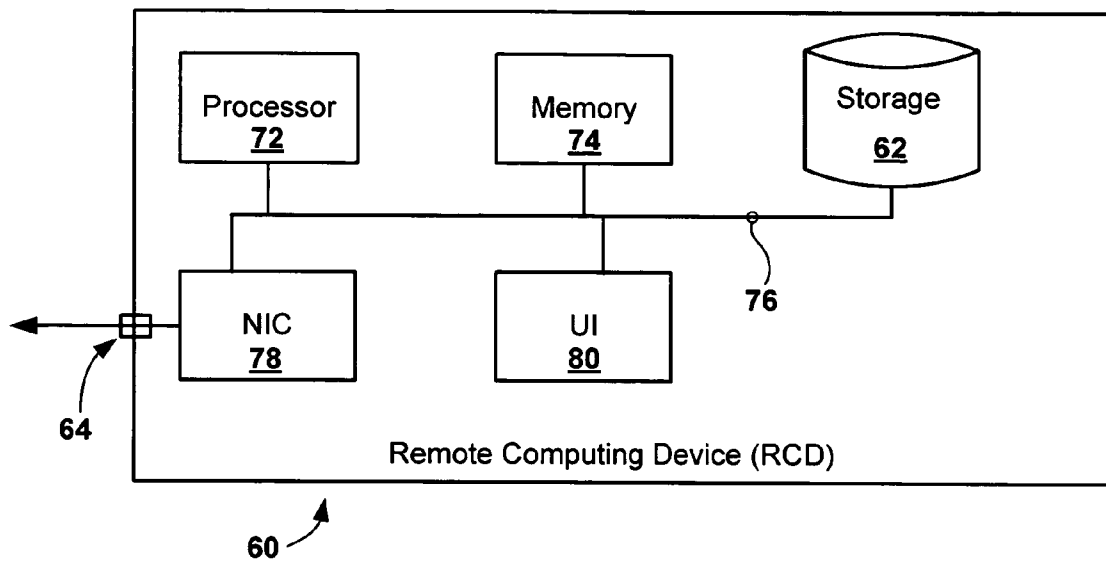 Processor
72
Memory
74
Storage
62
76
NIC
78
UI
80
64
Remote Computing Device (RCD)
60